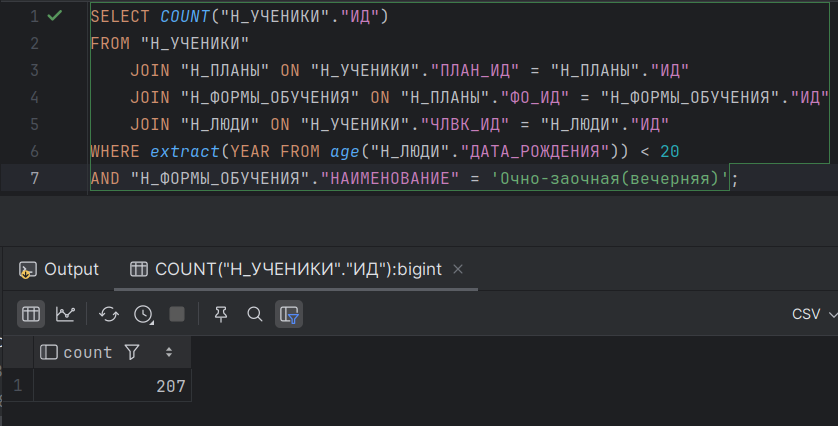 1 SELECT COUNT("Н_УЧЕНИКИ"."ИД")
2 FROM "Н_УЧЕНИКИ"
3 JOIN "Н_ПЛАНЫ" ON "Н_УЧЕНИКИ"."ПЛАН_ИД" = "Н_ПЛАНЫ"."ИД"
4 JOIN "Н_ФОРМЫ_ОБУЧЕНИЯ" ON "Н_ПЛАНЫ"."ФО_ИД" = "Н_ФОРМЫ_ОБУЧЕНИЯ"."ИД"
5 JOIN "Н_ЛЮДИ" ON "Н_УЧЕНИКИ"."ЧЛВК_ИД" = "Н_ЛЮДИ"."ИД"
6 WHERE extract(YEAR FROM age("Н_ЛЮДИ"."ДАТА_РОЖДЕНИЯ")) < 20
7 AND "Н_ФОРМЫ_ОБУЧЕНИЯ"."НАИМЕНОВАНИЕ" = 'Очно-заочная(вечерняя)';
Output COUNT("Н_УЧЕНИКИ"."ИД"):bigint
CSV
count
1 207